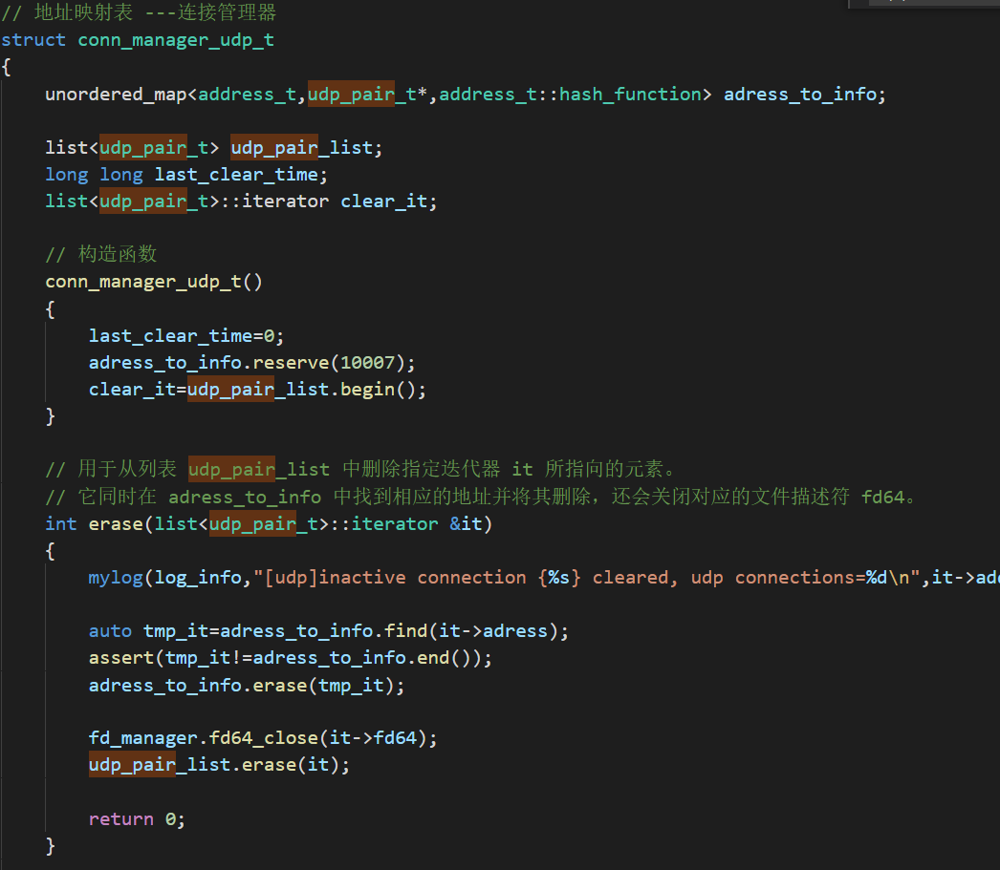 // 地址映射表 ---连接管理器
struct conn_manager_udp_t
{
unordered_map<address_t,udp_pair_t*,address_t::hash_function> adress_to_info;
list<udp_pair_t> udp_pair_list;
long long last_clear_time;
list<udp_pair_t>::iterator clear_it;
// 构造函数
conn_manager_udp_t()
{
last_clear_time=0;
adress_to_info.reserve(10007);
clear_it=udp_pair_list.begin();
}
// 用于从列表 udp_pair_list 中删除指定迭代器 it 所指向的元素。
// 它同时在 adress_to_info 中找到相应的地址并将其删除，还会关闭对应的文件描述符 fd64。
int erase(list<udp_pair_t>::iterator &it)
{
mylog(log_info,"[udp]inactive connection {%s} cleared, udp connections=%d\n",it->add
auto tmp_it=adress_to_info.find(it->adress);
assert(tmp_it!=adress_to_info.end());
adress_to_info.erase(tmp_it);
fd_manager.fd64_close(it->fd64);
udp_pair_list.erase(it);
return 0;
}